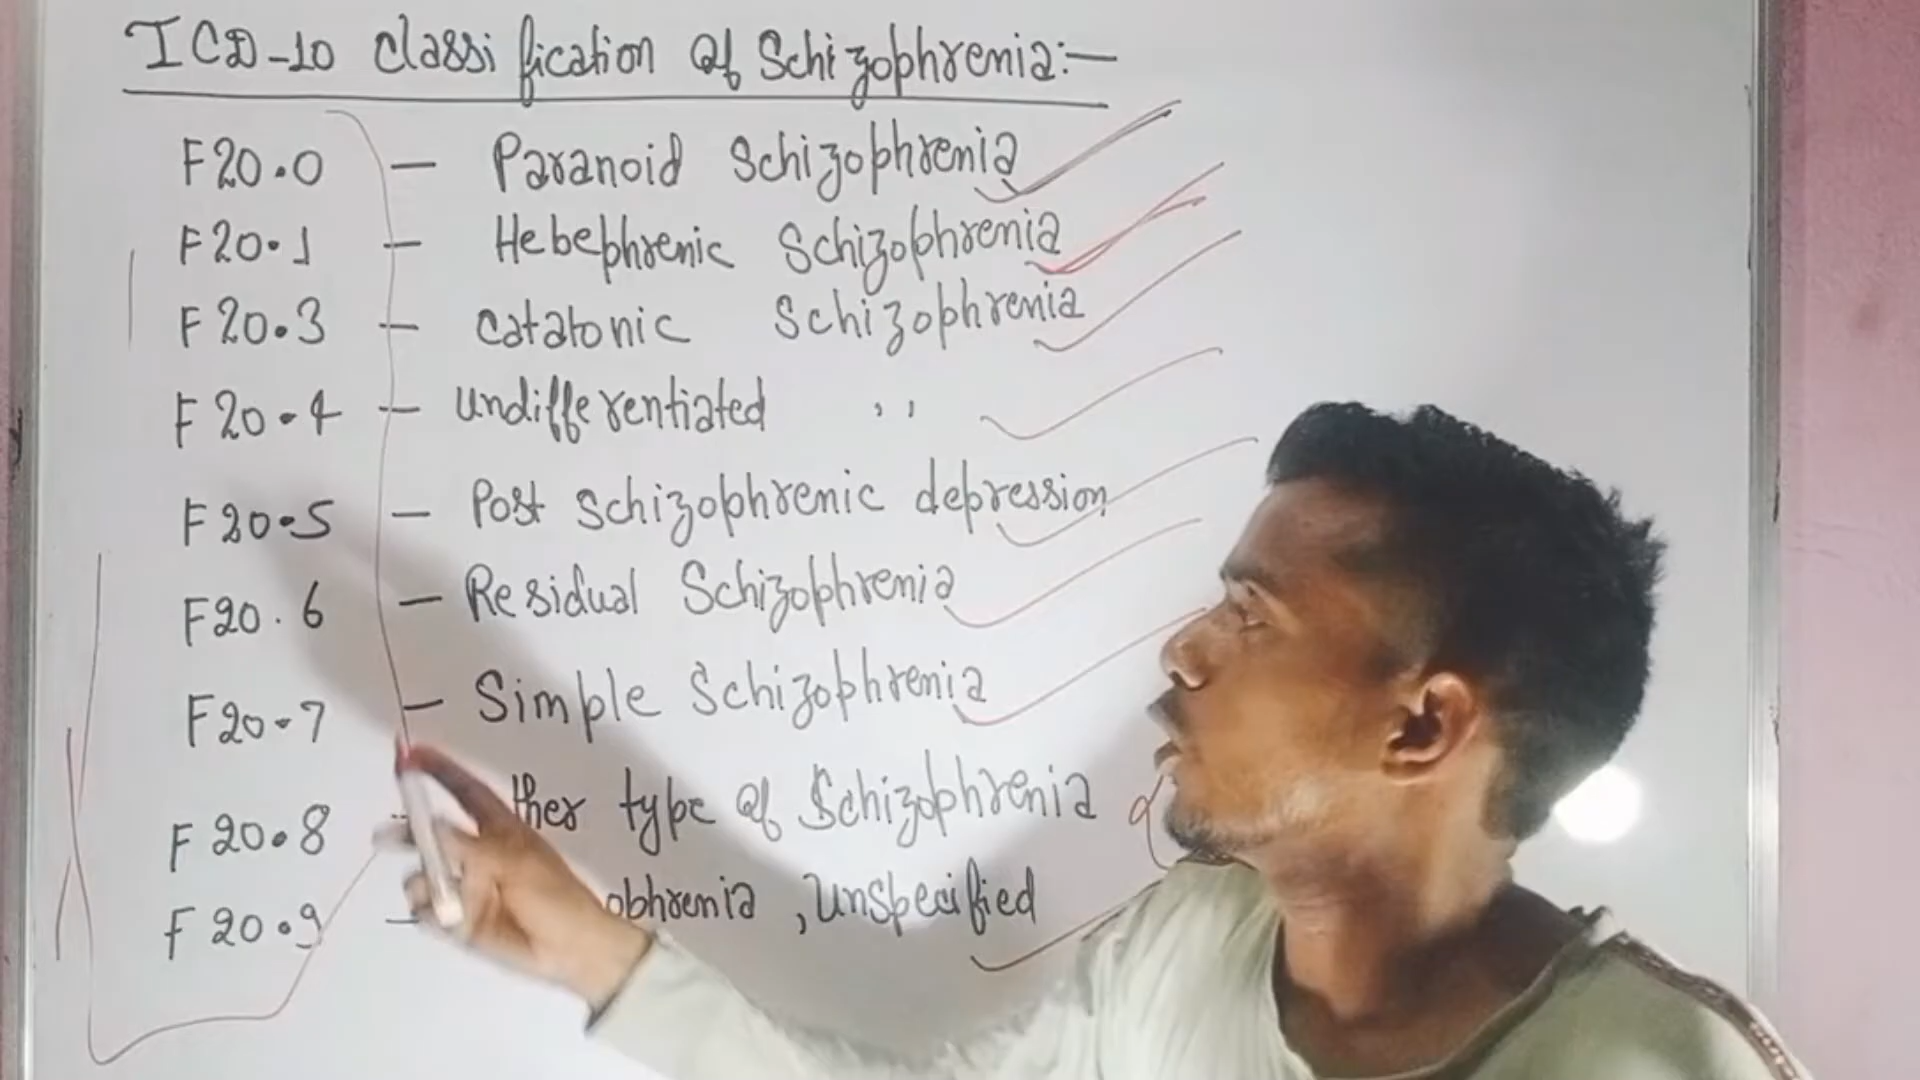 ICD-10 classification of Schizophrenia:-
F20.0 - Paranoid Schizophrenia
F20.1 - Hebephrenic Schizophrenia
F20.3 - catatonic Schizophrenia
F20.4 - undifferentiated ,,
F20.5 - Post Schizophrenic depression
F20.6 - Residual Schizophrenia
F20.7 - Simple Schizophrenia
F20.8 - ther type of Schizophrenia
F20.9 - ophrenia, Unspecified